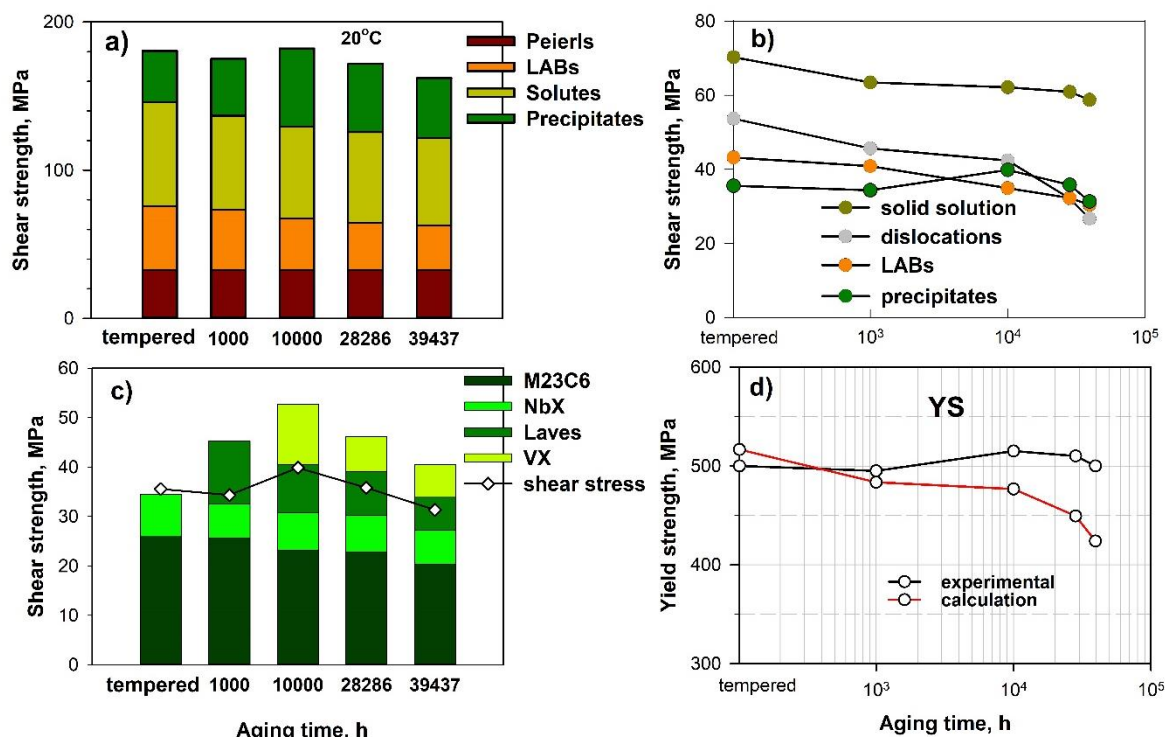 a)
20°C
200
100
0
Shear strength, MPa
Peierls
LABs
Solutes
Precipitates
tempered 1000 10000 28286 39437
b)
80
60
40
20
0
Shear strength, MPa
solid solution
dislocations
LABs
precipitates
tempered 10³ 10⁴ 10⁵
c)
60
50
40
30
20
10
0
Shear strength, MPa
M23C6
NbX
Laves
VX
shear stress
tempered 1000 10000 28286 39437
Aging time, h
d)
YS
600
500
400
300
Yield strength, MPa
experimental
calculation
tempered 10³ 10⁴ 10⁵
Aging time, h